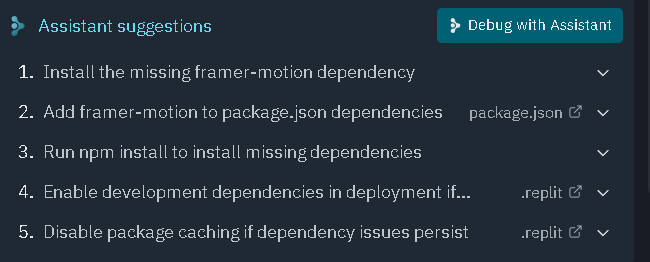 Assistant suggestions
Debug with Assistant
1. Install the missing framer-motion dependency
2. Add framer-motion to package.json dependencies package.json
3. Run npm install to install missing dependencies
4. Enable development dependencies in deployment if... .replit
5. Disable package caching if dependency issues persist .replit